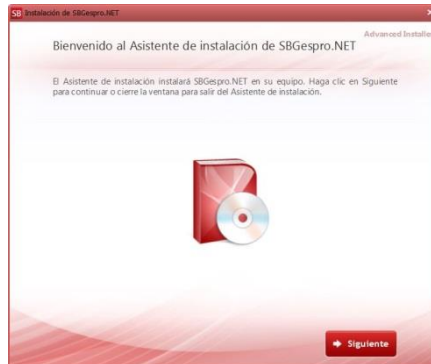 SB Instalación de SBGespro.NET
Advanced Installe
Bienvenido al Asistente de instalación de SBGespro.NET
El Asistente de instalación instalará SBGespro.NET en su equipo. Haga clic en Siguiente
para continuar o cierre la ventana para salir del Asistente de instalación.
Siguiente